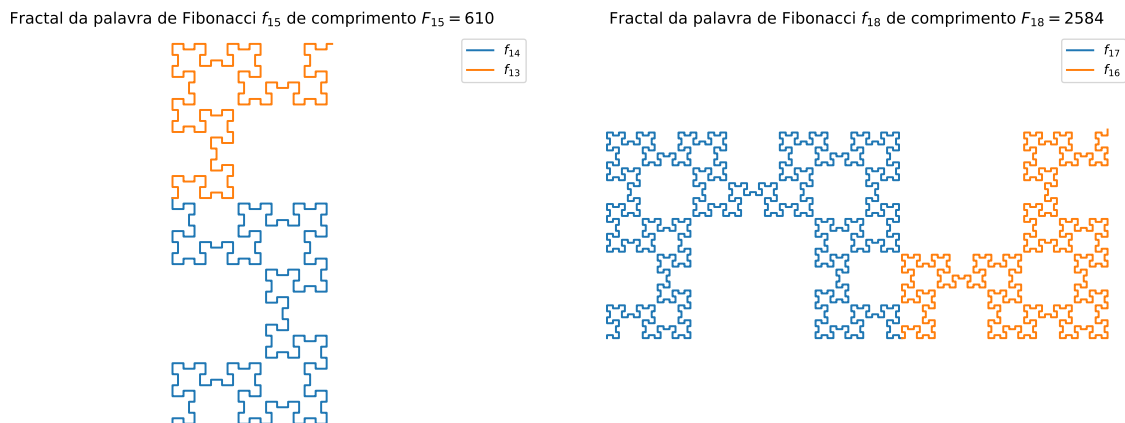 Fractal da palavra de Fibonacci f₁₅ de comprimento F₁₅ = 610
f₁₄
f₁₃
Fractal da palavra de Fibonacci f₁₈ de comprimento F₁₈ = 2584
f₁₇
f₁₆